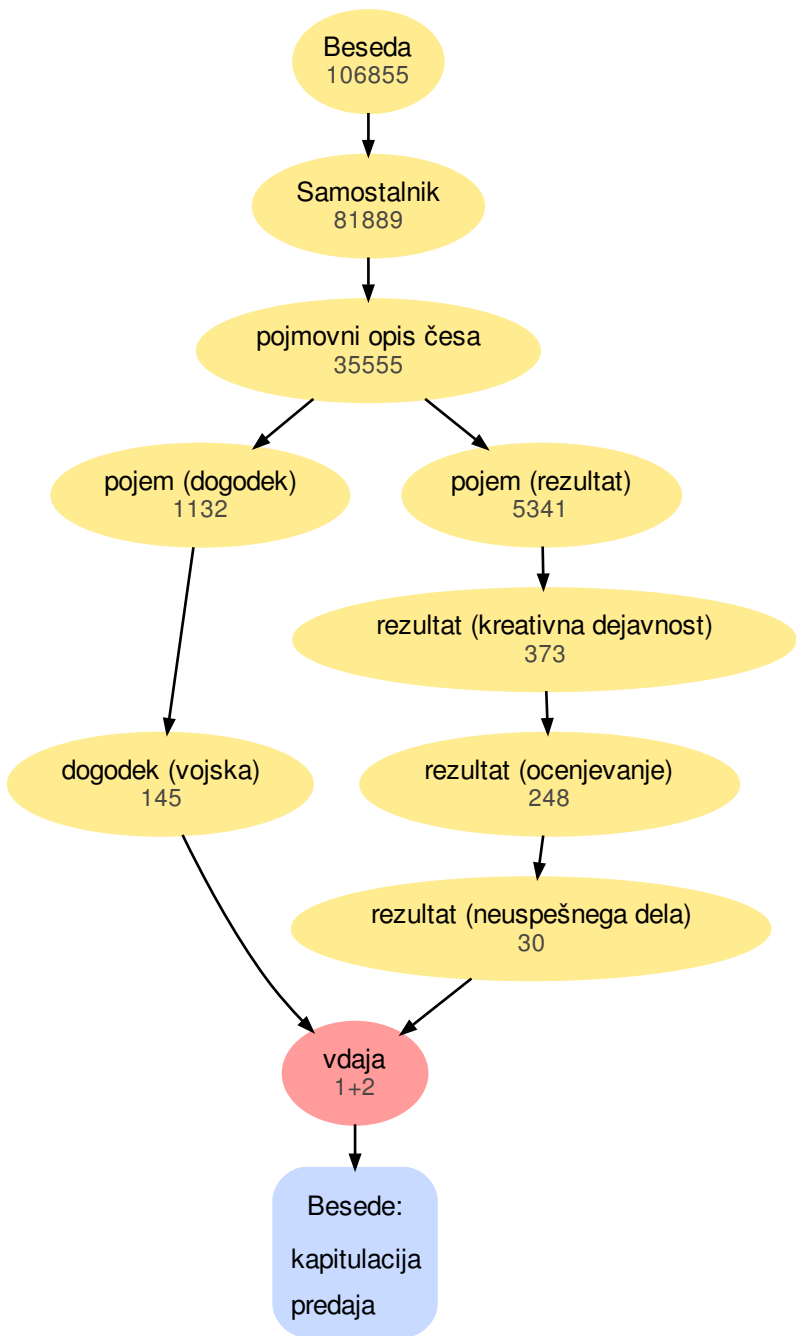 Beseda
106855
Samostalnik
81889
pojmovni opis česa
35555
pojem (dogodek)
1132
pojem (rezultat)
5341
rezultat (kreativna dejavnost)
373
dogodek (vojska)
145
rezultat (ocenjevanje)
248
rezultat (neuspešnega dela)
30
vdaja
1+2
Besede:
kapitulacija
predaja